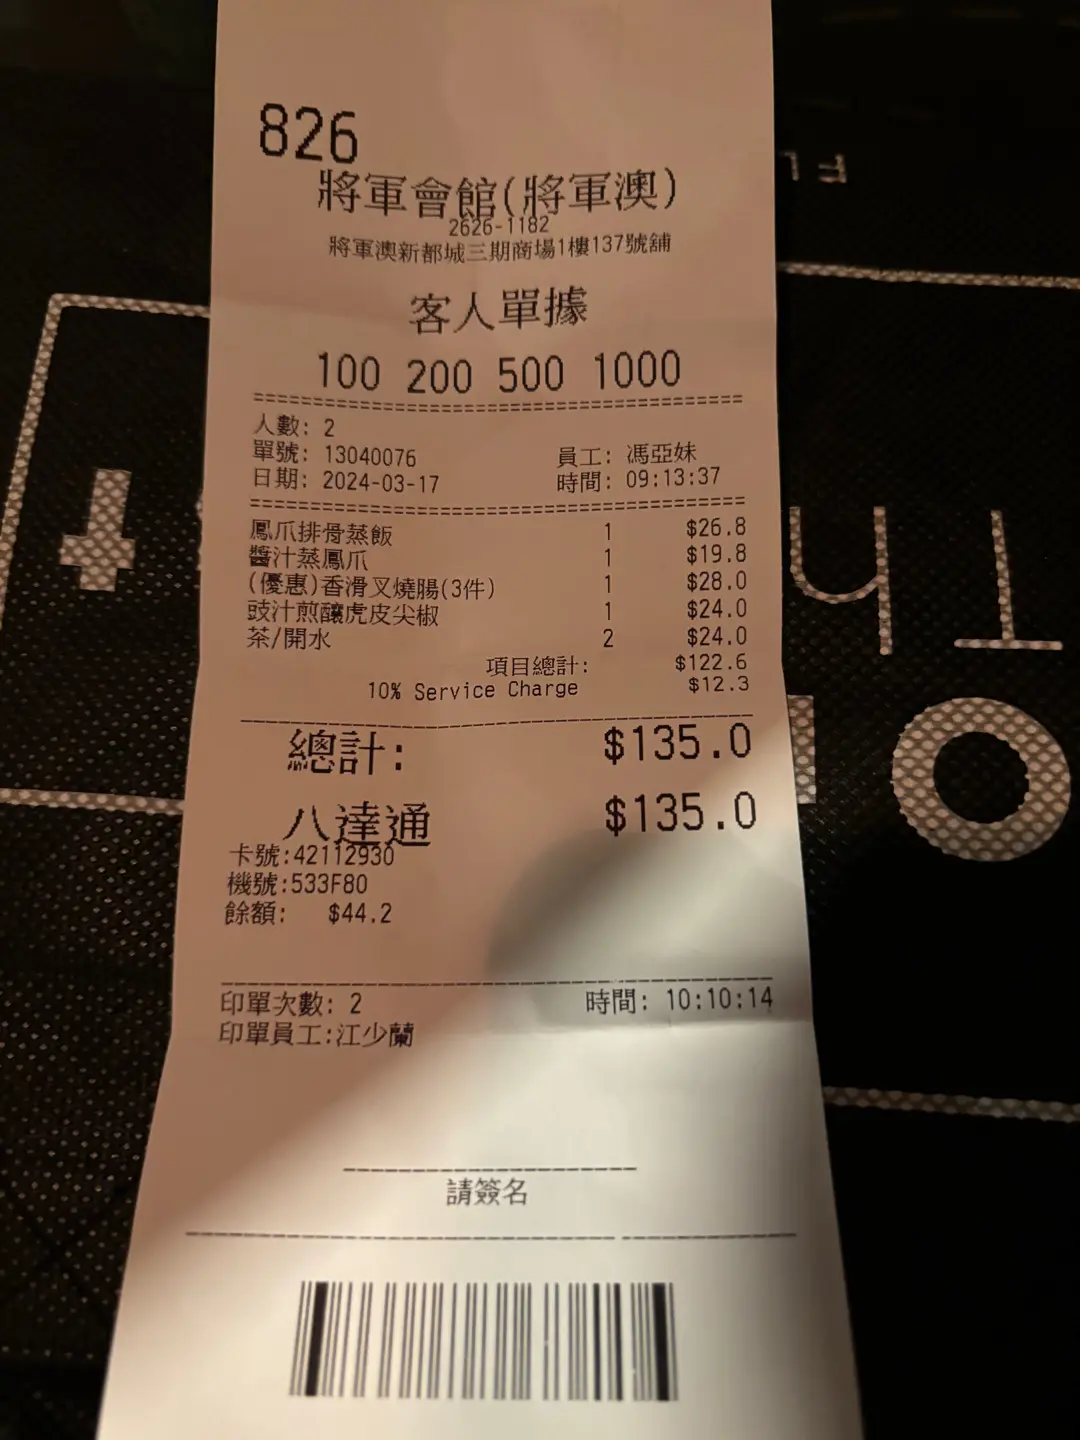 826
將軍會館(將軍澳)
2626-1182
將軍澳新都城三期商場1樓137號舖
客人單據
100 200 500 1000
人數: 2
單號: 13040076 員工: 馮亞妹
日期: 2024-03-17 時間: 09:13:37
鳳爪排骨蒸飯 1 $26.8
醬汁蒸鳳爪 1 $19.8
(優惠)香滑叉燒腸(3件) 1 $28.0
豉汁煎釀虎皮尖椒 1 $24.0
茶/開水 2 $24.0
項目總計: $122.6
10% Service Charge $12.3
總計: $135.0
八達通 $135.0
卡號:42112930
機號:533F80
餘額: $44.2
印單次數: 2 時間: 10:10:14
印單員工:江少蘭
請簽名